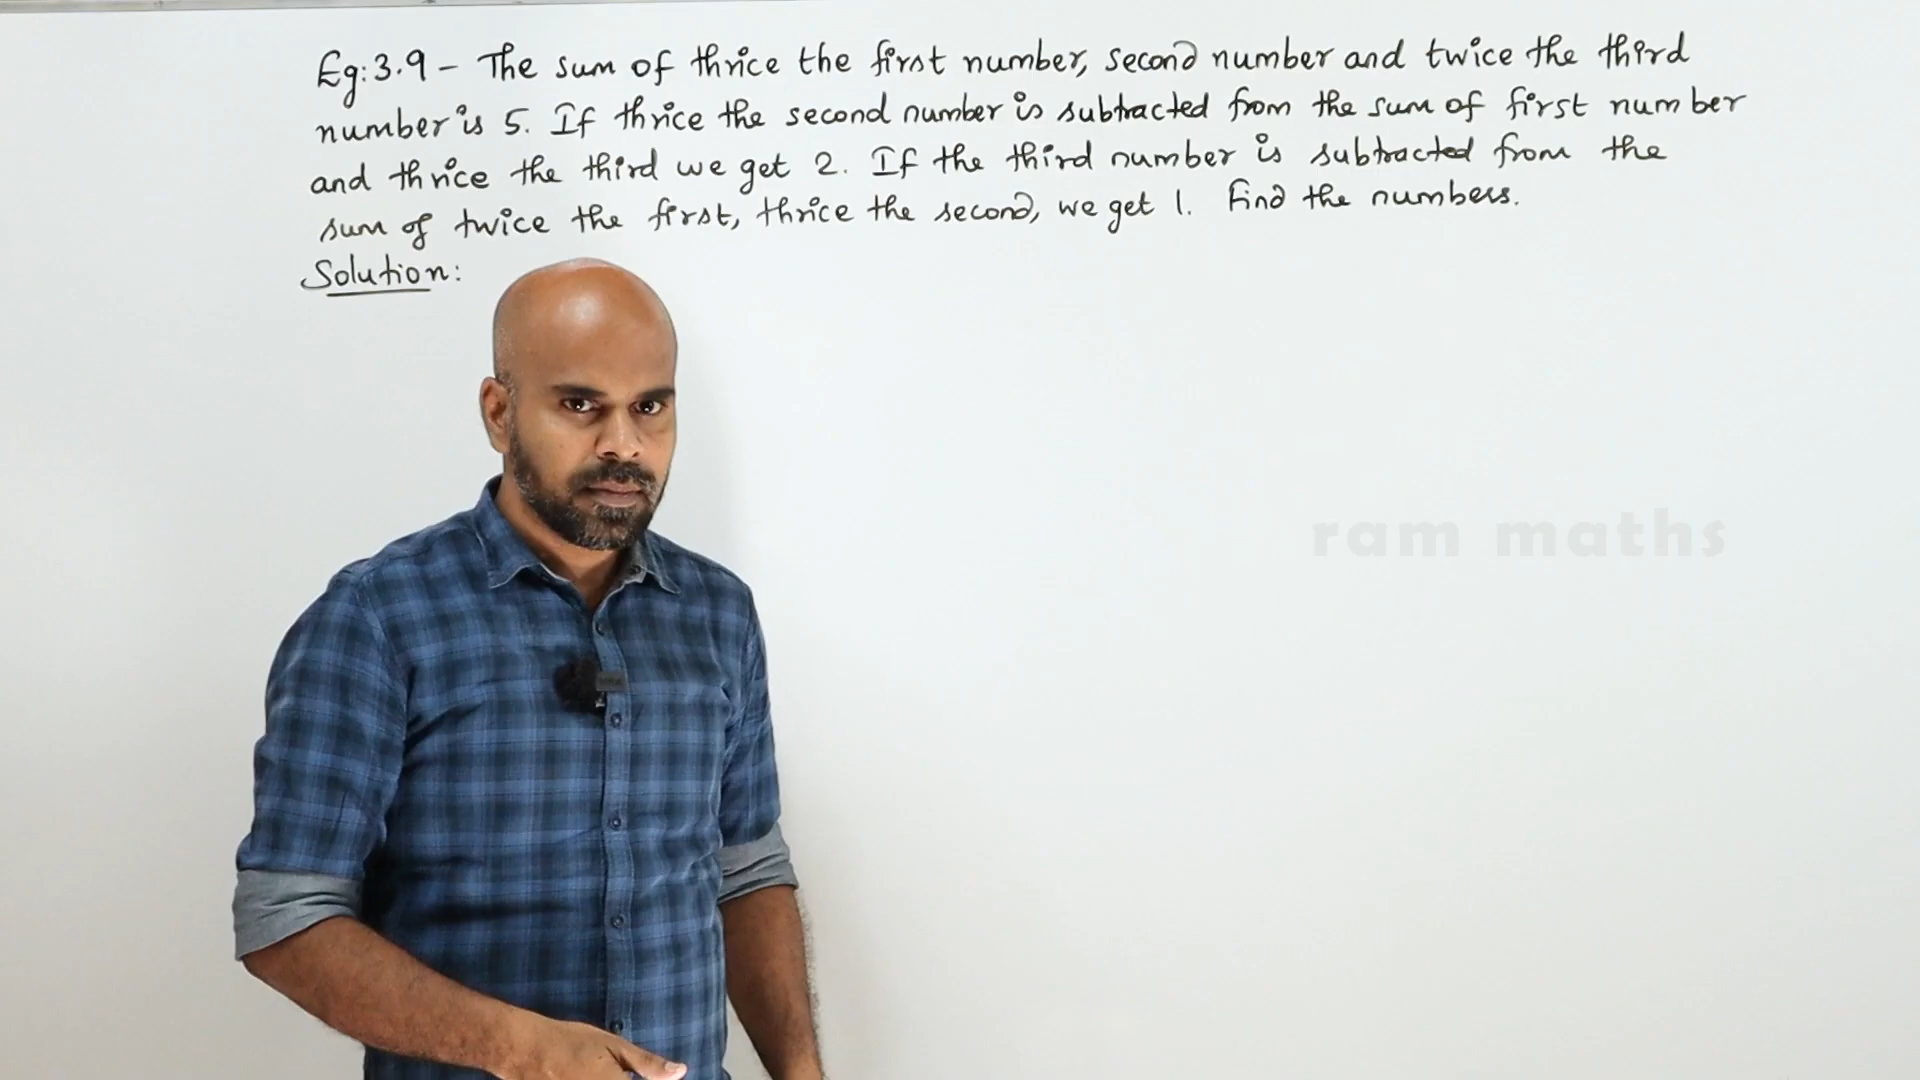 Eg:3.9 - The sum of thrice the first number, second number and twice the third
number is 5. If thrice the second number is subtracted from the sum of first number
and thrice the third we get 2. If the third number is subtracted from the
sum of twice the first, thrice the second, we get 1. Find the numbers.
Solution:
ram maths